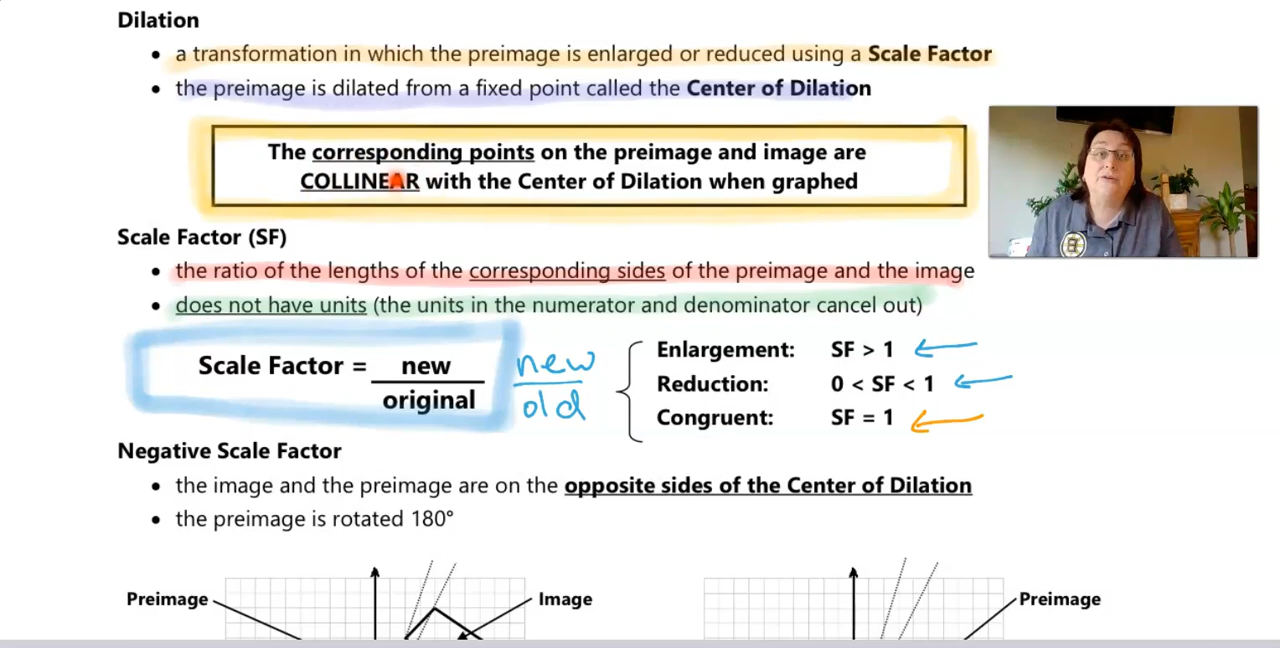 Dilation
• a transformation in which the preimage is enlarged or reduced using a Scale Factor
• the preimage is dilated from a fixed point called the Center of Dilation
The corresponding points on the preimage and image are
COLLINEAR with the Center of Dilation when graphed
Scale Factor (SF)
• the ratio of the lengths of the corresponding sides of the preimage and the image
• does not have units (the units in the numerator and denominator cancel out)
Scale Factor = new
original
new
old
Enlargement: SF > 1
Reduction: 0 < SF < 1
Congruent: SF = 1
Negative Scale Factor
• the image and the preimage are on the opposite sides of the Center of Dilation
• the preimage is rotated 180°
Preimage
Image
Preimage
B